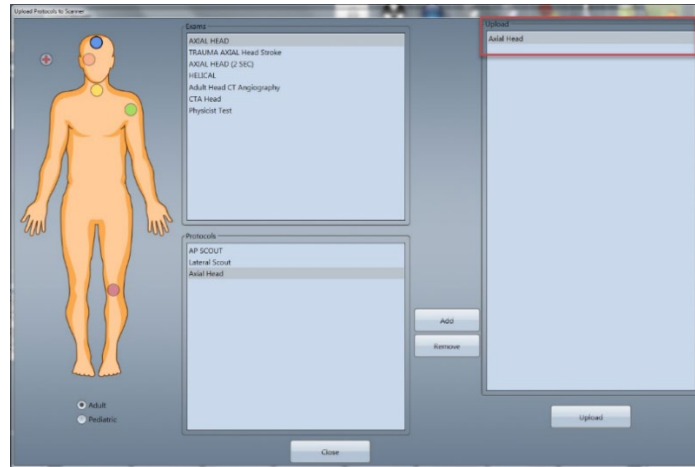 Upload Protocols to Scanner
Exams
AXIAL HEAD
TRAUMA AXIAL Head Stroke
AXIAL HEAD (2 SEC)
HELICAL
Adult Head CT Angiography
CTA Head
Physicist Test
Protocols
AP SCOUT
Lateral Scout
Axial Head
Adult
Pediatric
Add
Remove
Close
Upload
Axial Head
Upload